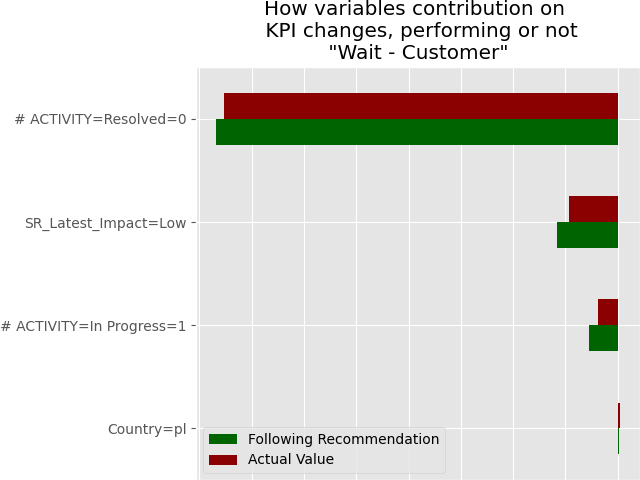 How variables contribution on
KPI changes, performing or not
"Wait - Customer"
# ACTIVITY=Resolved=0
SR_Latest_Impact=Low
# ACTIVITY=In Progress=1
Country=pl
Following Recommendation
Actual Value